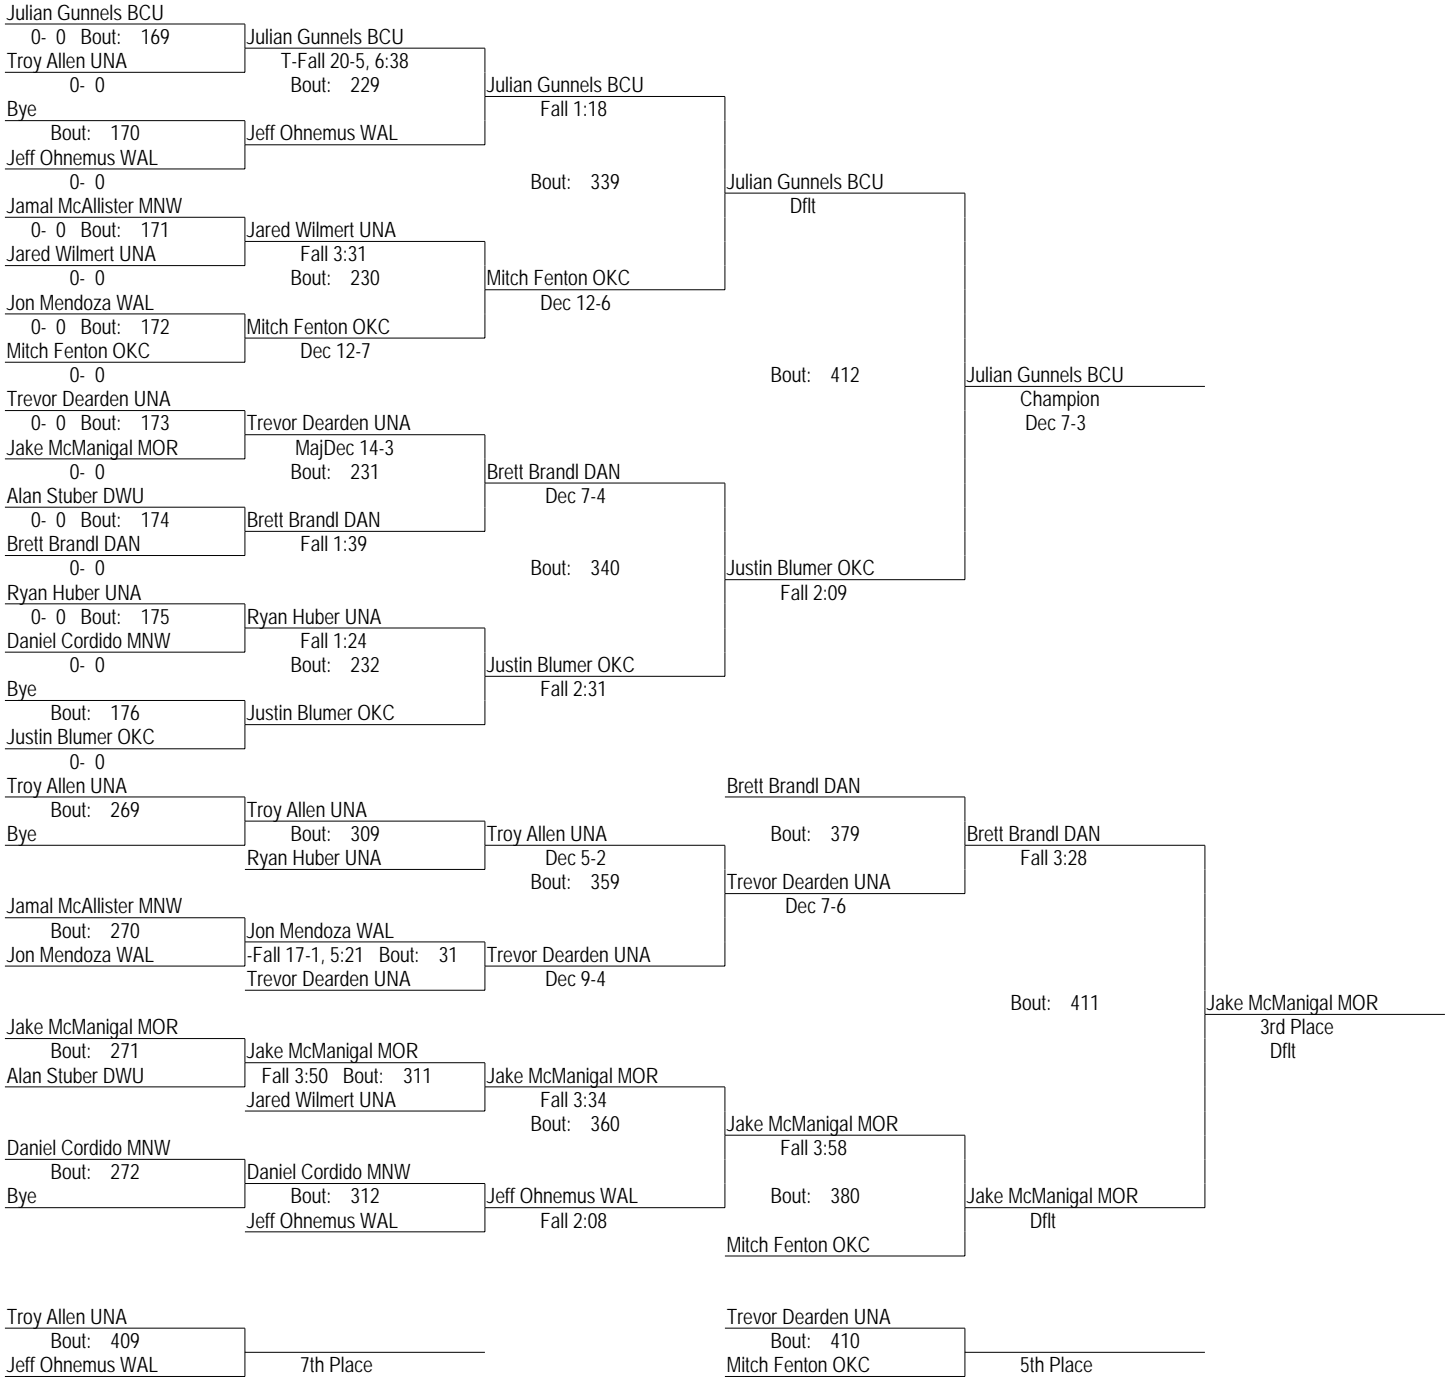 Julian Gunnels BCU
0- 0 Bout: 169 Julian Gunnels BCU
Troy Allen UNA T-Fall 20-5, 6:38
0- 0 Bout: 229 Julian Gunnels BCU
Bye Fall 1:18
Bout: 170 Jeff Ohnemus WAL
Jeff Ohnemus WAL
0- 0 Bout: 339 Julian Gunnels BCU
Jamal McAllister MNW Dflt
0- 0 Bout: 171 Jared Wilmert UNA
Jared Wilmert UNA Fall 3:31
0- 0 Bout: 230 Mitch Fenton OKC
Jon Mendoza WAL Dec 12-6
0- 0 Bout: 172 Mitch Fenton OKC
Mitch Fenton OKC Dec 12-7
0- 0 Bout: 412 Julian Gunnels BCU
Trevor Dearden UNA Champion
0- 0 Bout: 173 Trevor Dearden UNA Dec 7-3
Jake McManigal MOR MajDec 14-3
0- 0 Bout: 231 Brett Brandl DAN
Alan Stuber DWU Dec 7-4
0- 0 Bout: 174 Brett Brandl DAN
Brett Brandl DAN Fall 1:39
0- 0 Bout: 340 Justin Blumer OKC
Ryan Huber UNA Fall 2:09
0- 0 Bout: 175 Ryan Huber UNA
Daniel Cordido MNW Fall 1:24
0- 0 Bout: 232 Justin Blumer OKC
Bye Fall 2:31
Bout: 176 Justin Blumer OKC
Justin Blumer OKC
0- 0
Troy Allen UNA Brett Brandl DAN
Bout: 269 Troy Allen UNA
Bye Bout: 309 Troy Allen UNA Bout: 379 Brett Brandl DAN
Ryan Huber UNA Dec 5-2 Fall 3:28
Bout: 359 Trevor Dearden UNA
Jamal McAllister MNW Dec 7-6
Bout: 270 Jon Mendoza WAL
Jon Mendoza WAL -Fall 17-1, 5:21 Bout: 31 Trevor Dearden UNA
Trevor Dearden UNA Dec 9-4
Bout: 411 Jake McManigal MOR
Jake McManigal MOR 3rd Place
Bout: 271 Jake McManigal MOR Dflt
Alan Stuber DWU Fall 3:50 Bout: 311 Jake McManigal MOR
Jared Wilmert UNA Fall 3:34
Bout: 360 Jake McManigal MOR
Daniel Cordido MNW Fall 3:58
Bout: 272 Daniel Cordido MNW
Bye Bout: 312 Jeff Ohnemus WAL Bout: 380 Jake McManigal MOR
Jeff Ohnemus WAL Fall 2:08 Dflt
Mitch Fenton OKC
Troy Allen UNA Trevor Dearden UNA
Bout: 409 Bout: 410
Jeff Ohnemus WAL 7th Place Mitch Fenton OKC 5th Place